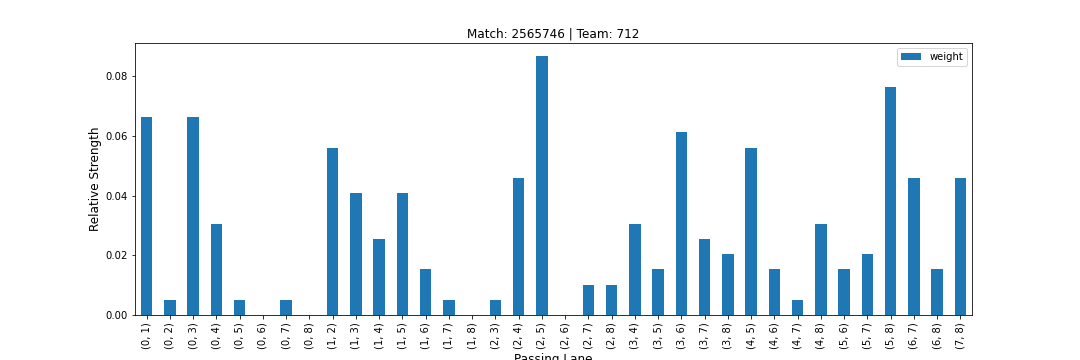 Match: 2565746 | Team: 712
weight
Relative Strength
0.08
0.06
0.04
0.02
0.00
(0, 1) (0, 2) (0, 3) (0, 4) (0, 5) (0, 6) (0, 7) (0, 8) (1, 2) (1, 3) (1, 4) (1, 5) (1, 6) (1, 7) (1, 8) (2, 3) (2, 4) (2, 5) (2, 6) (2, 7) (2, 8) (3, 4) (3, 5) (3, 6) (3, 7) (3, 8) (4, 5) (4, 6) (4, 7) (4, 8) (5, 6) (5, 7) (5, 8) (6, 7) (6, 8) (7, 8)
Passing Lane